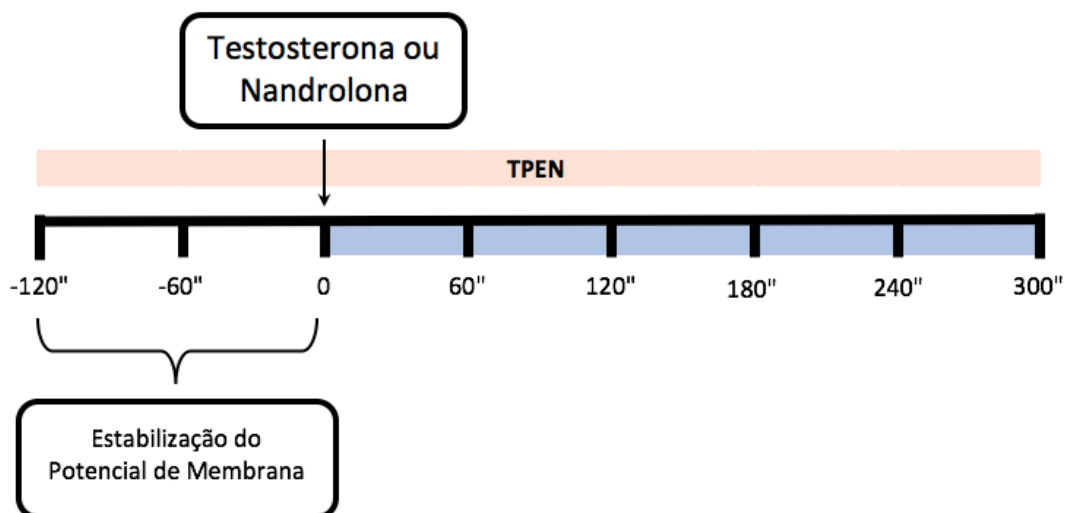 Testosterona ou
Nandrolona
TPEN
-120" -60" 0 60" 120" 180" 240" 300"
Estabilização do
Potencial de Membrana